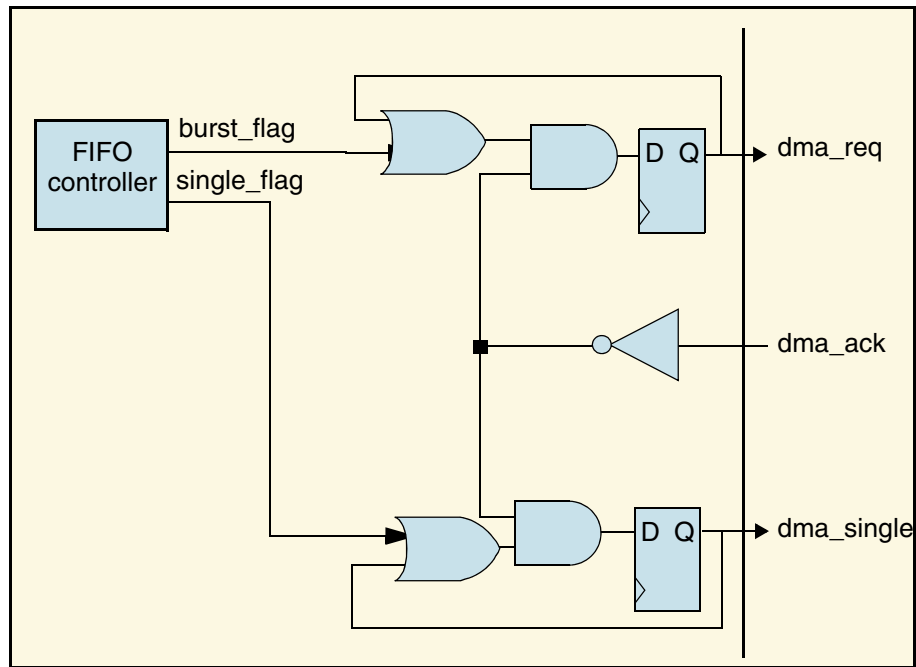 burst_flag
FIFO
controller
single_flag
D Q
dma_req
dma_ack
D Q
dma_single